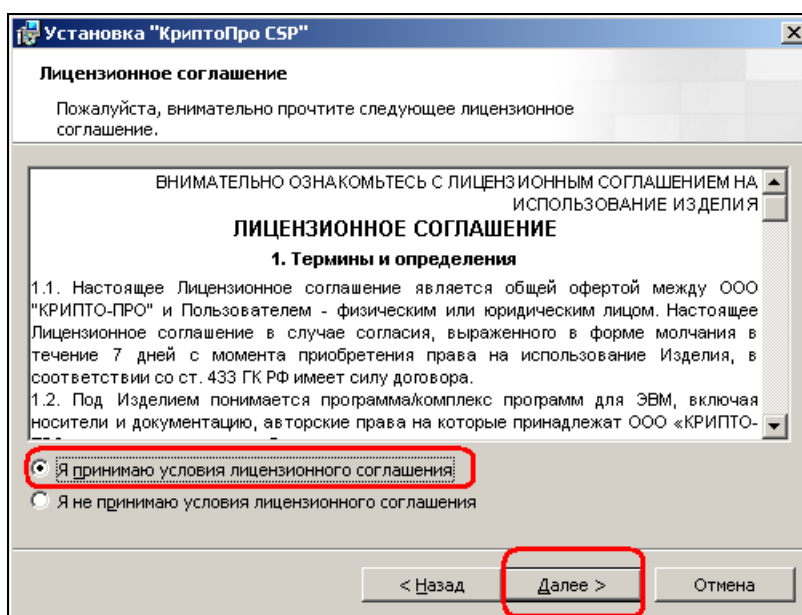 Установка "КриптоПро CSP"
Лицензионное соглашение
Пожалуйста, внимательно прочтите следующее лицензионное
соглашение.
ВНИМАТЕЛЬНО ОЗНАКОМЬТЕСЬ С ЛИЦЕНЗИОННЫМ СОГЛАШЕНИЕМ НА
ИСПОЛЬЗОВАНИЕ ИЗДЕЛИЯ
ЛИЦЕНЗИОННОЕ СОГЛАШЕНИЕ
1. Термины и определения
1.1. Настоящее Лицензионное соглашение является общей офертой между ООО
"КРИПТО-ПРО" и Пользователем - физическим или юридическим лицом. Настоящее
Лицензионное соглашение в случае согласия, выраженного в форме молчания в
течение 7 дней с момента приобретения права на использование Изделия, в
соответствии со ст. 433 ГК РФ имеет силу договора.
1.2. Под Изделием понимается программа/комплекс программ для ЭВМ, включая
носители и документацию, авторские права на которые принадлежат ООО «КРИПТО-
Я принимаю условия лицензионного соглашения
Я не принимаю условия лицензионного соглашения
< Назад
Далее >
Отмена